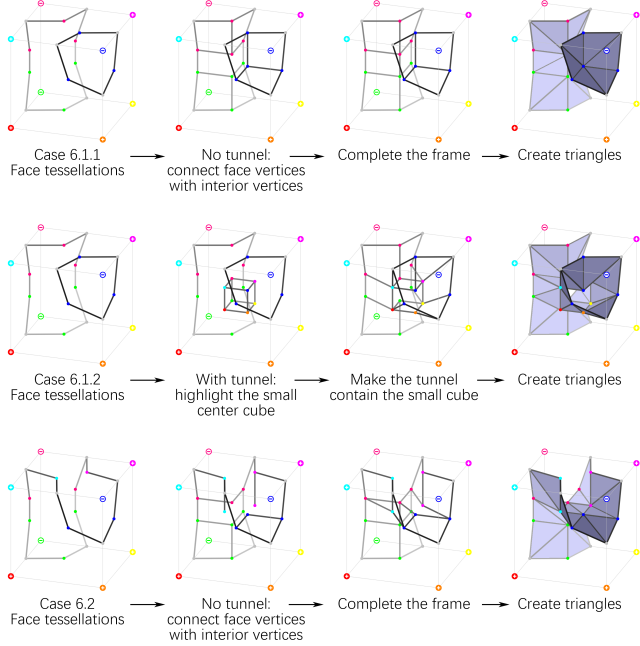 Case 6.1.1
Face tessellations
No tunnel:
connect face vertices
with interior vertices
Complete the frame
Create triangles
Case 6.1.2
Face tessellations
With tunnel:
highlight the small
center cube
Make the tunnel
contain the small cube
Create triangles
Case 6.2
Face tessellations
No tunnel:
connect face vertices
with interior vertices
Complete the frame
Create triangles